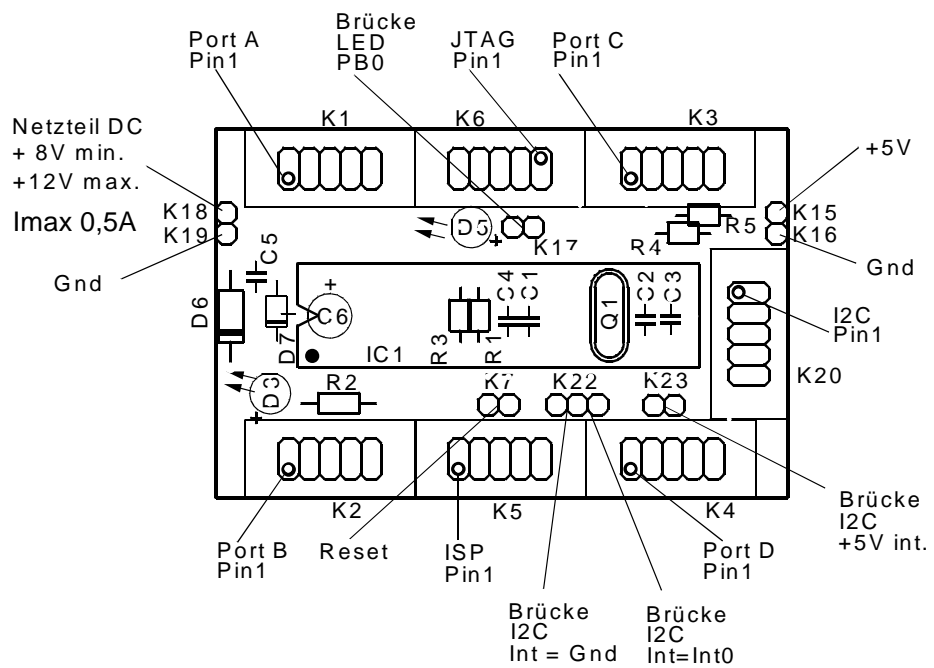 Brücke
LED
PB0
Port A
Pin1
JTAG
Pin1
Port C
Pin1
K1
K6
K3
Netzteil DC
+ 8V min.
+12V max.
Imax 0,5A
+5V
K18
K19
K15
K16
Gnd
Gnd
D5
+
K17
R4
R5
C5
D6
D7
+
C6
IC1
R3
R1
C4
C1
Q1
C2
C3
I2C
Pin1
K20
D3
+
R2
K7
K22
K23
K2
K5
K4
Port B
Pin1
Reset
ISP
Pin1
Port D
Pin1
Brücke
I2C
+5V int.
Brücke
I2C
Int = Gnd
Brücke
I2C
Int=Int0